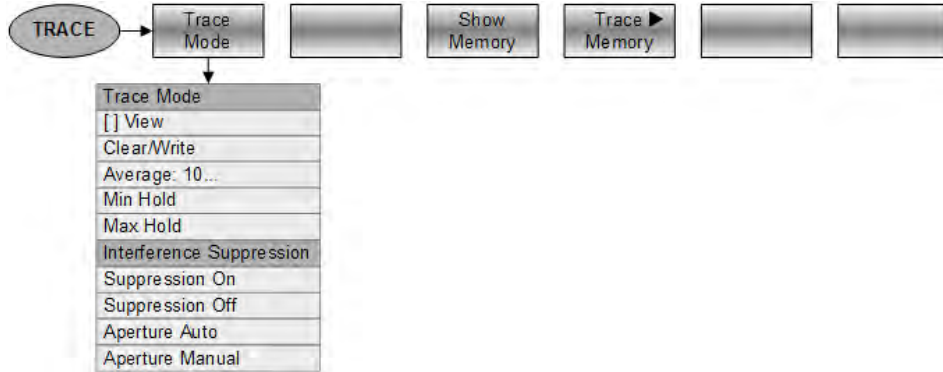 TRACE
Trace
Mode
Show
Memory
Trace ▶
Memory
Trace Mode
[ ] View
Clear/Write
Average: 10...
Min Hold
Max Hold
Interference Suppression
Suppression On
Suppression Off
Aperture Auto
Aperture Manual